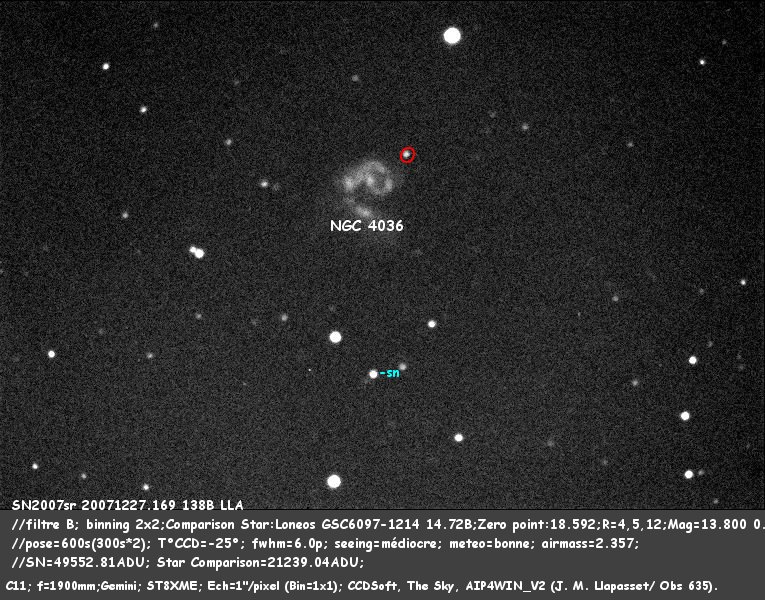 NGC 4036
-sn
SN2007sr 20071227.169 138B LLA
//filtre B; binning 2x2;Comparison Star:Loneos GSC6097-1214 14.72B;Zero point:18.592;R=4,5,12;Mag=13.800 0.
//pose=600s(300s*2); T°CCD=-25°; fwhm=6.0p; seeing=médiocre; meteo=bonne; airmass=2.357;
//SN=49552.81ADU; Star Comparison=21239.04ADU;
C11; f=1900mm;Gemini; ST8XME; Ech=1"/pixel (Bin=1x1); CCDSoft, The Sky, AIP4WIN_V2 (J. M. Llapasset/ Obs 635).